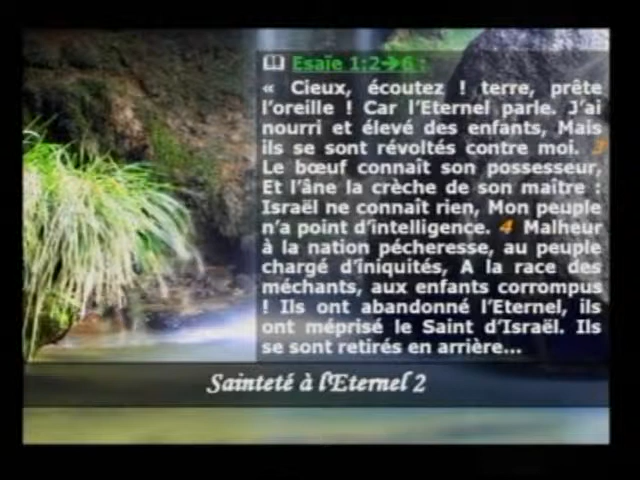 Esaïe 1:2→6 :
« Cieux, écoutez ! terre, prête
l'oreille ! Car l'Eternel parle. J'ai
nourri et élevé des enfants, Mais
ils se sont révoltés contre moi. 3
Le bœuf connaît son possesseur,
Et l'âne la crèche de son maître :
Israël ne connaît rien, Mon peuple
n'a point d'intelligence. 4 Malheur
à la nation pécheresse, au peuple
chargé d'iniquités, A la race des
méchants, aux enfants corrompus
! Ils ont abandonné l'Eternel, ils
ont méprisé le Saint d'Israël. Ils
se sont retirés en arrière...
Sainteté à l'Eternel 2